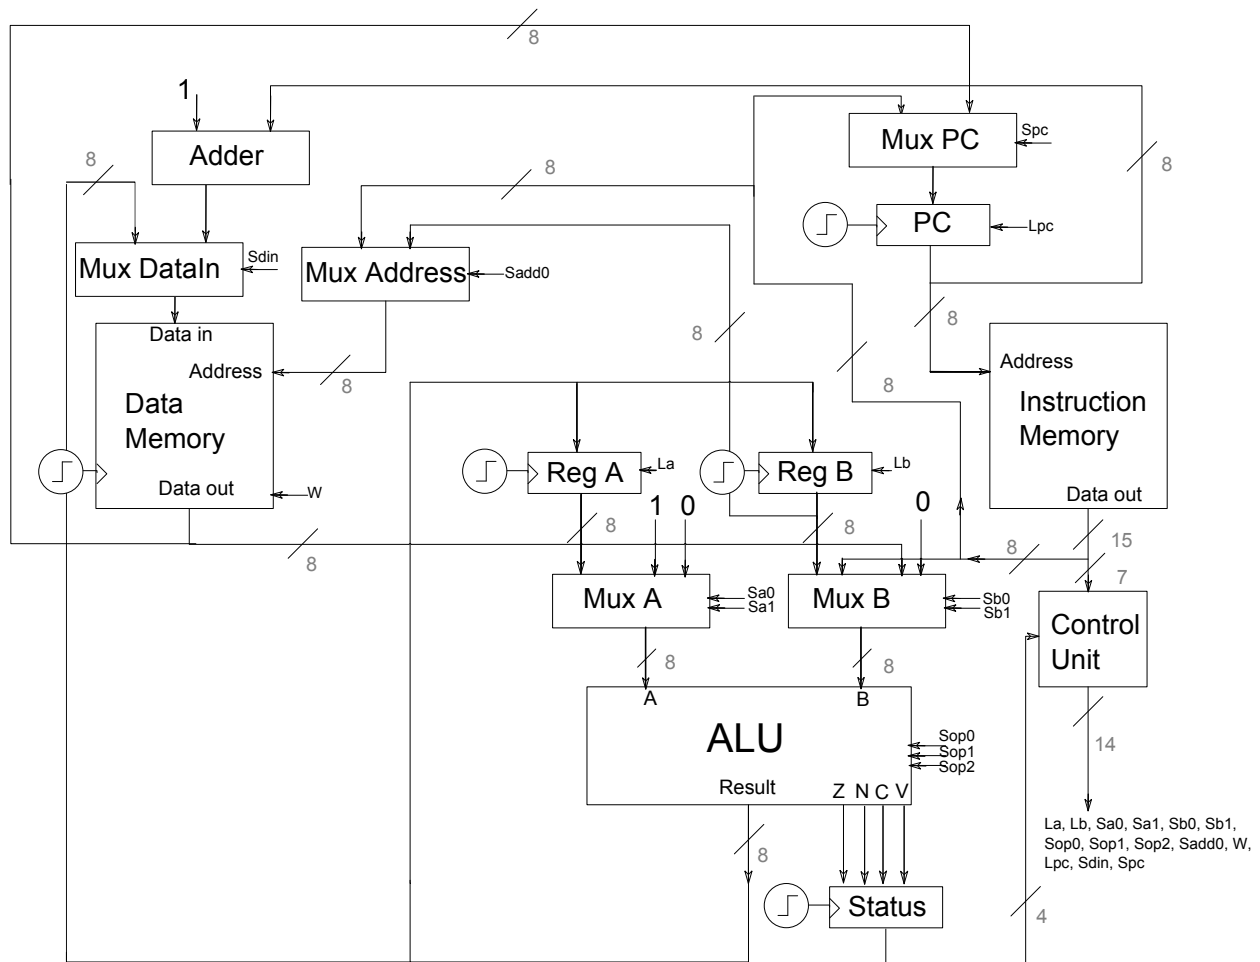 8
1
Adder
Mux PC
Spc
8
8
8
PC
Lpc
Mux DataIn
Sdin
Mux Address
Sadd0
Data in
Address
8
8
8
8
Data
Memory
Data out
W
Address
Instruction
Memory
Data out
Reg A
La
Reg B
Lb
1
0
0
8
8
8
8
15
7
Mux A
Sa0
Sa1
Mux B
Sb0
Sb1
Control
Unit
8
8
A
B
ALU
Sop0
Sop1
Sop2
14
Result
Z
N
C
V
La, Lb, Sa0, Sa1, Sb0, Sb1,
Sop0, Sop1, Sop2, Sadd0, W,
Lpc, Sdin, Spc
8
Status
4